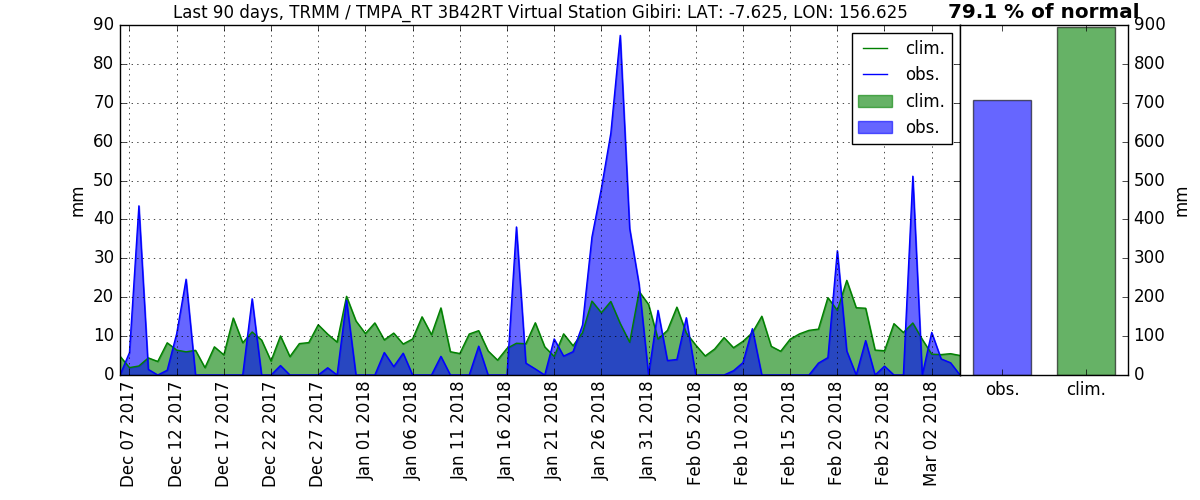 Last 90 days, TRMM / TMPA_RT 3B42RT Virtual Station Gibiri: LAT: -7.625, LON: 156.625
79.1 % of normal
90
80
70
60
50
40
30
20
10
0
mm
clim.
obs.
clim.
obs.
900
800
700
600
500
400
300
200
100
0
mm
Dec 07 2017
Dec 12 2017
Dec 17 2017
Dec 22 2017
Dec 27 2017
Jan 01 2018
Jan 06 2018
Jan 11 2018
Jan 16 2018
Jan 21 2018
Jan 26 2018
Jan 31 2018
Feb 05 2018
Feb 10 2018
Feb 15 2018
Feb 20 2018
Feb 25 2018
Mar 02 2018
obs.
clim.